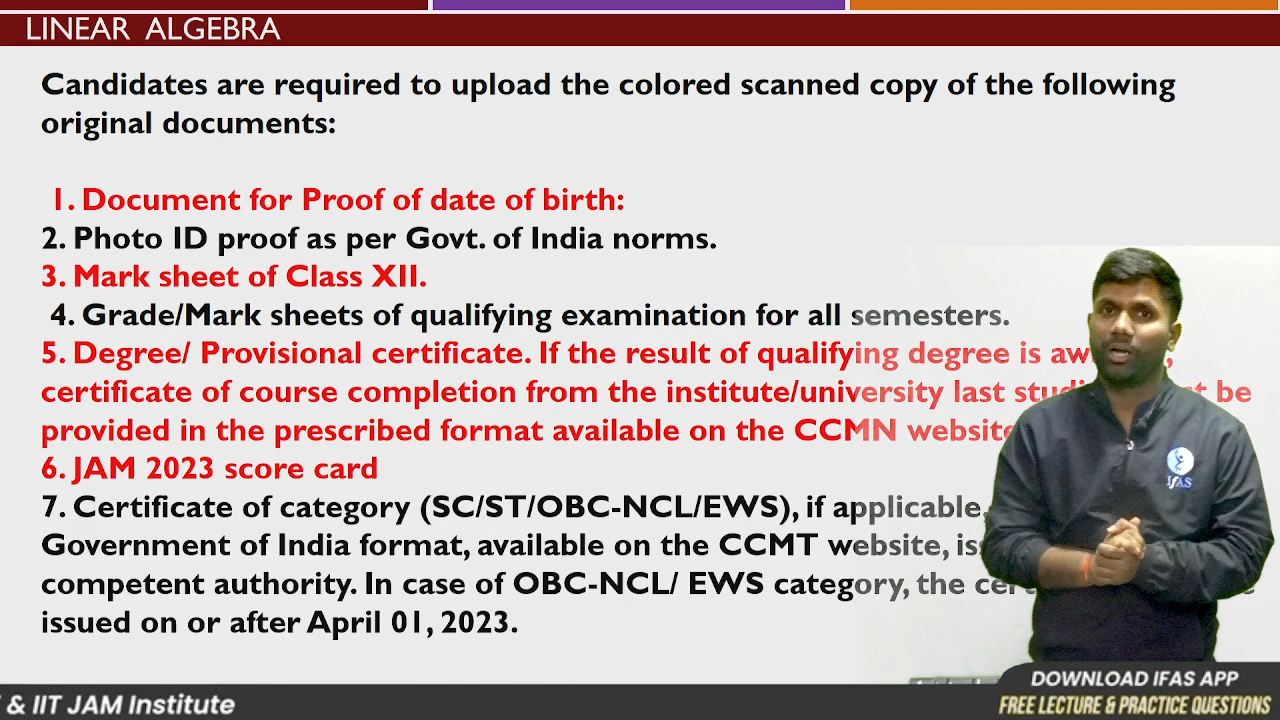 LINEAR ALGEBRA
Candidates are required to upload the colored scanned copy of the following
original documents:
1. Document for Proof of date of birth:
2. Photo ID proof as per Govt. of India norms.
3. Mark sheet of Class XII.
4. Grade/Mark sheets of qualifying examination for all semesters.
5. Degree/ Provisional certificate. If the result of qualifying degree is
certificate of course completion from the institute/university last be
provided in the prescribed format available on the CCMN website
6. JAM 2023 score card
7. Certificate of category (SC/ST/OBC-NCL/EWS), if applicable,
Government of India format, available on the CCMT website,
competent authority. In case of OBC-NCL/ EWS category, the
issued on or after April 01, 2023.
IFAS
DOWNLOAD IFAS APP
FREE LECTURE & PRACTICE QUESTIONS
& IIT JAM Institute